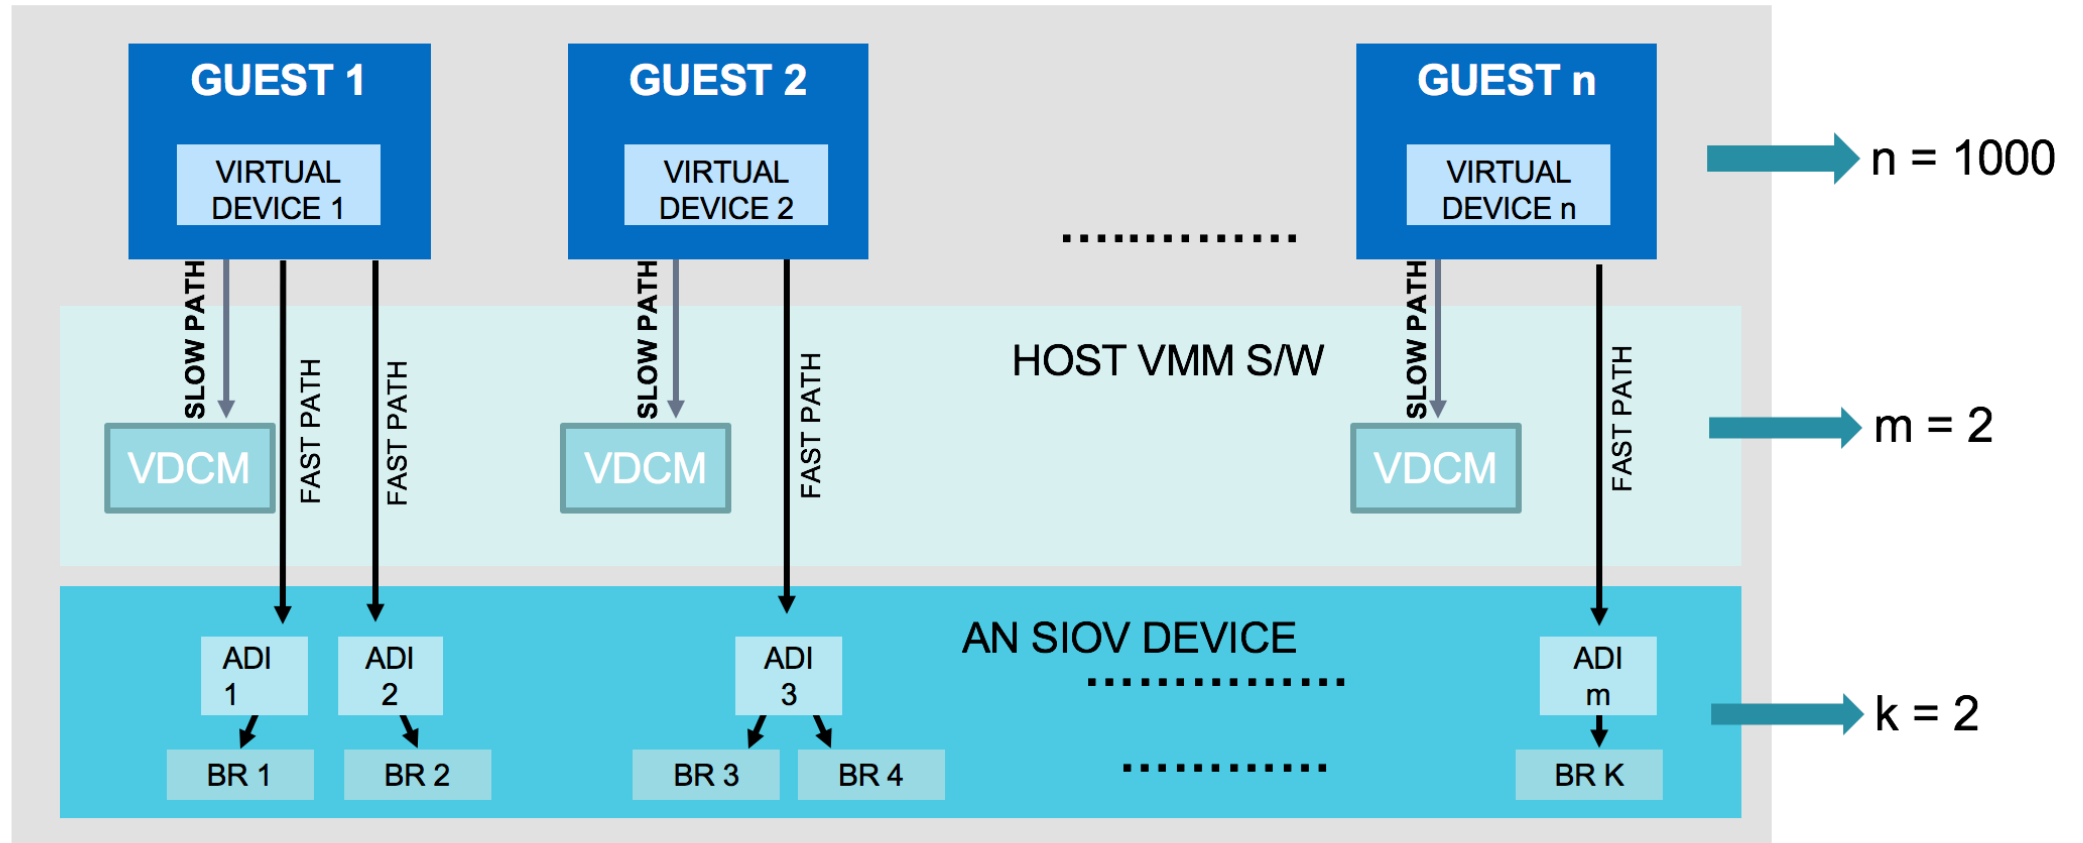 GUEST 1
GUEST 2
GUEST n
VIRTUAL
DEVICE 1
VIRTUAL
DEVICE 2
VIRTUAL
DEVICE n
n = 1000
SLOW PATH
FAST PATH
FAST PATH
SLOW PATH
FAST PATH
SLOW PATH
FAST PATH
HOST VMM S/W
VDCM
VDCM
VDCM
m = 2
AN SIOV DEVICE
ADI
1
ADI
2
ADI
3
ADI
m
k = 2
BR 1
BR 2
BR 3
BR 4
BR K